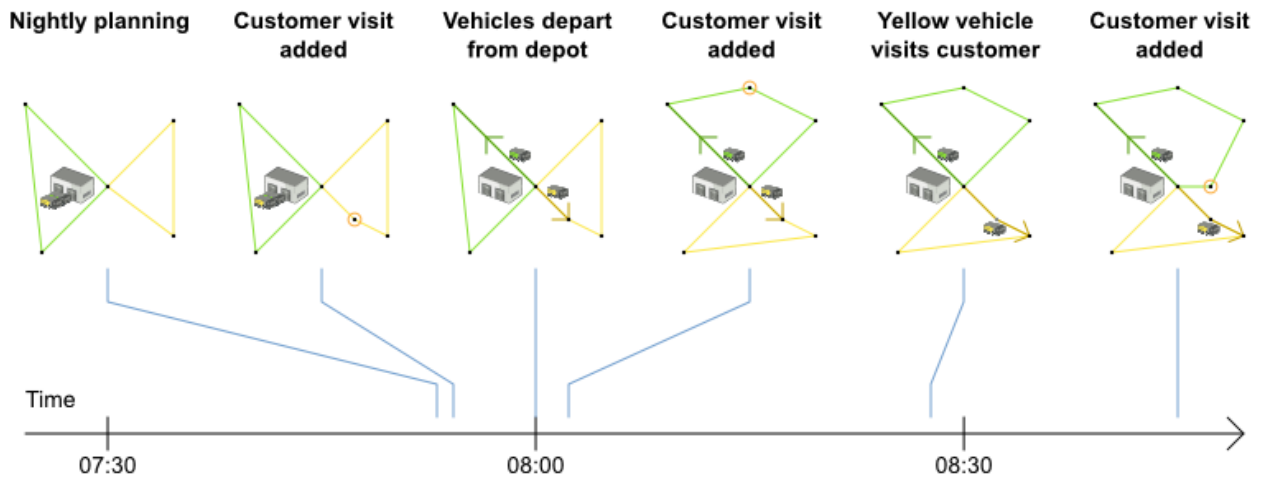 Nightly planning
Customer visit
added
Vehicles depart
from depot
Customer visit
added
Yellow vehicle
visits customer
Customer visit
added
Time
07:30
08:00
08:30